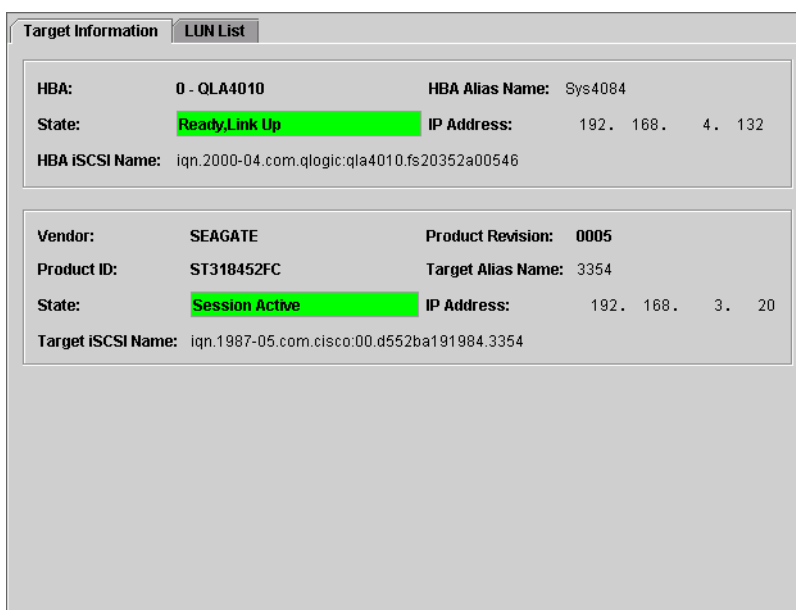 Target Information LUN List
HBA: 0 - QLA4010 HBA Alias Name: Sys4084
State: Ready,Link Up IP Address: 192. 168. 4. 132
HBA iSCSI Name: iqn.2000-04.com.qlogic:qla4010.fs20352a00546
Vendor: SEAGATE Product Revision: 0005
Product ID: ST318452FC Target Alias Name: 3354
State: Session Active IP Address: 192. 168. 3. 20
Target iSCSI Name: iqn.1987-05.com.cisco:00.d552ba191984.3354